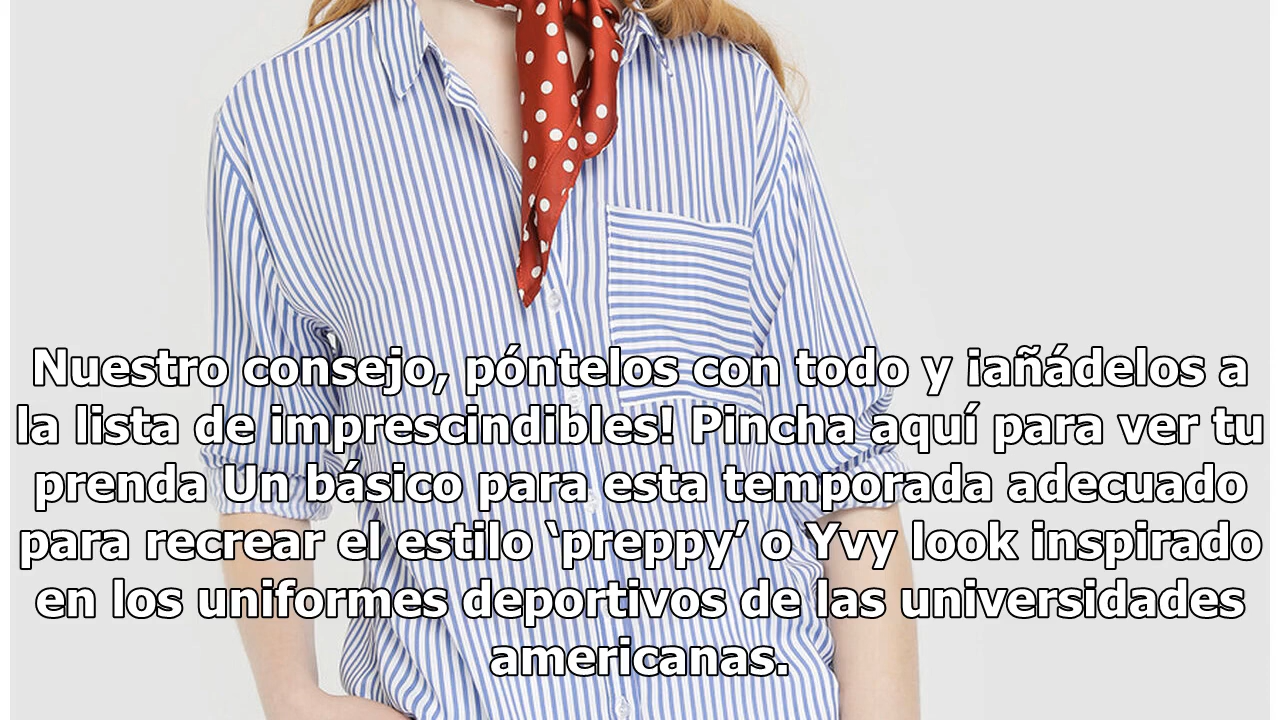 Nuestro consejo, póntelos con todo y ¡añádelos a
la lista de imprescindibles! Pincha aquí para ver tu
prenda Un básico para esta temporada adecuado
para recrear el estilo ‘preppy’ o Yvy look inspirado
en los uniformes deportivos de las universidades
americanas.